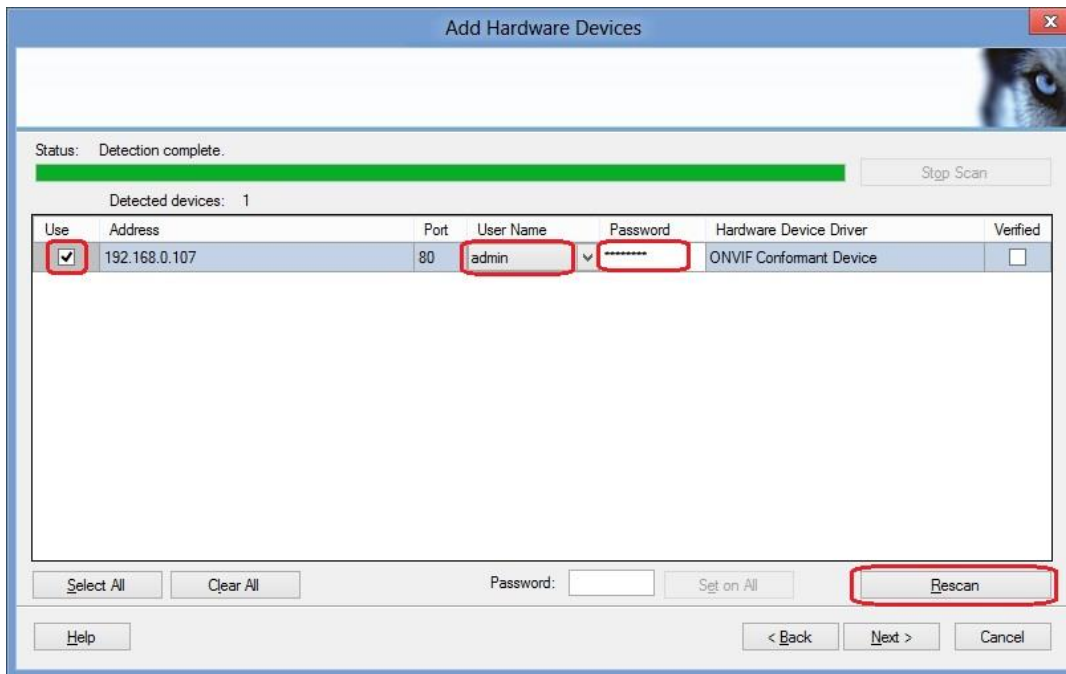 Add Hardware Devices
Status: Detection complete.
Stop Scan
Detected devices: 1
Use Address Port User Name Password Hardware Device Driver Verified
192.168.0.107 80 admin ******** ONVIF Conformant Device
Select All Clear All Password: Set on All Rescan
Help < Back Next > Cancel